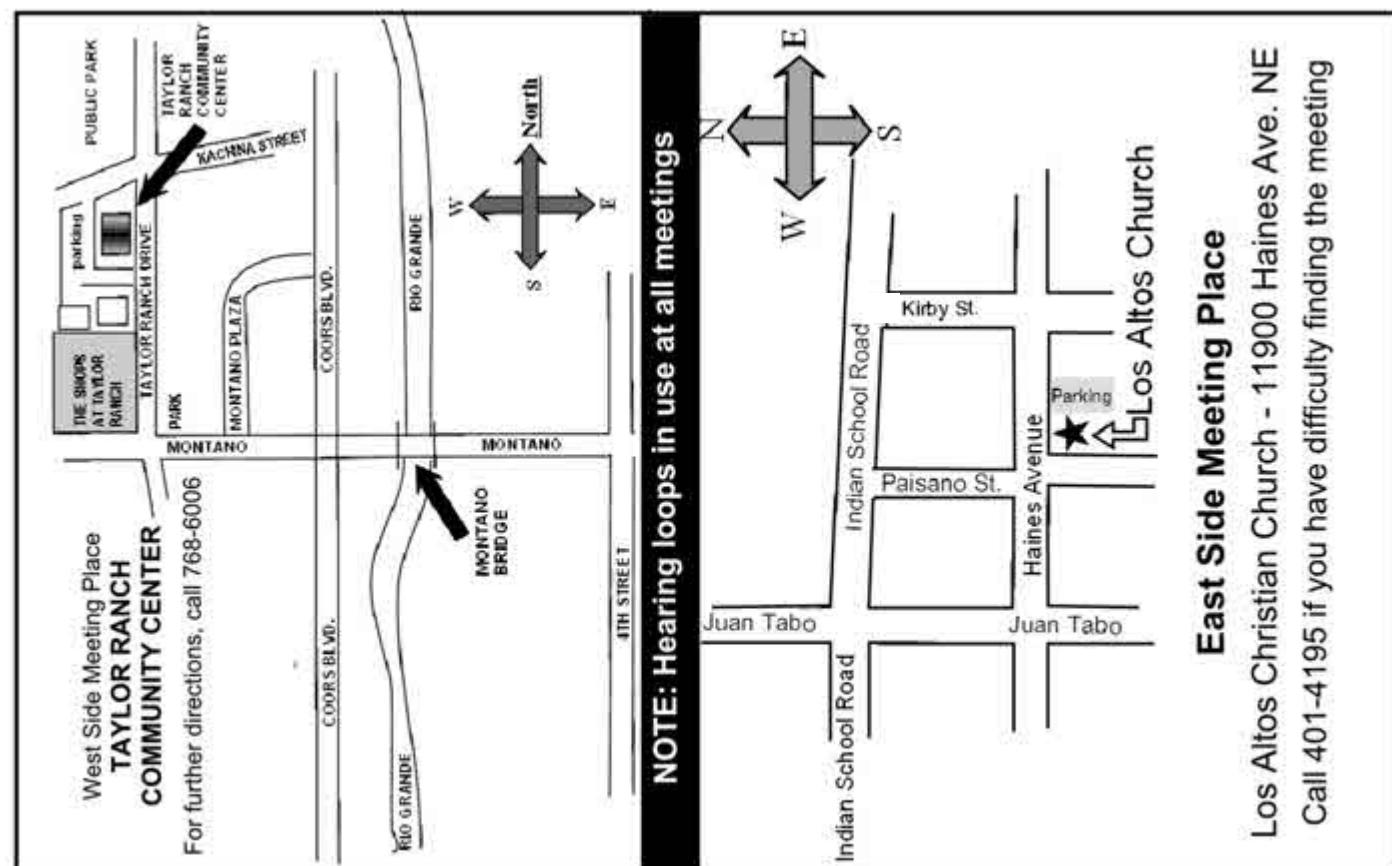 West Side Meeting Place
TAYLOR RANCH
COMMUNITY CENTER
For further directions, call 768-6006
THE SHOPS
AT TAYLOR
RANCH
parking
PUBLIC PARK
TAYLOR RANCH DRIVE
TAYLOR
RANCH
COMMUNITY
CENTER
KACHINA STREET
PARK
MONTANO
MONTANO PLAZA
COORS BLVD.
COORS BLVD.
RIO GRANDE
RIO GRANDE
MONTANO
BRIDGE
MONTANO
4TH STREET
W
S
North
E
NOTE: Hearing loops in use at all meetings
N
W
E
S
Juan Tabo
Juan Tabo
Indian School Road
Indian School Road
Paisano St.
Kirby St.
Haines Avenue
Parking
Los Altos Church
East Side Meeting Place
Los Altos Christian Church - 11900 Haines Ave. NE
Call 401-4195 if you have difficulty finding the meeting